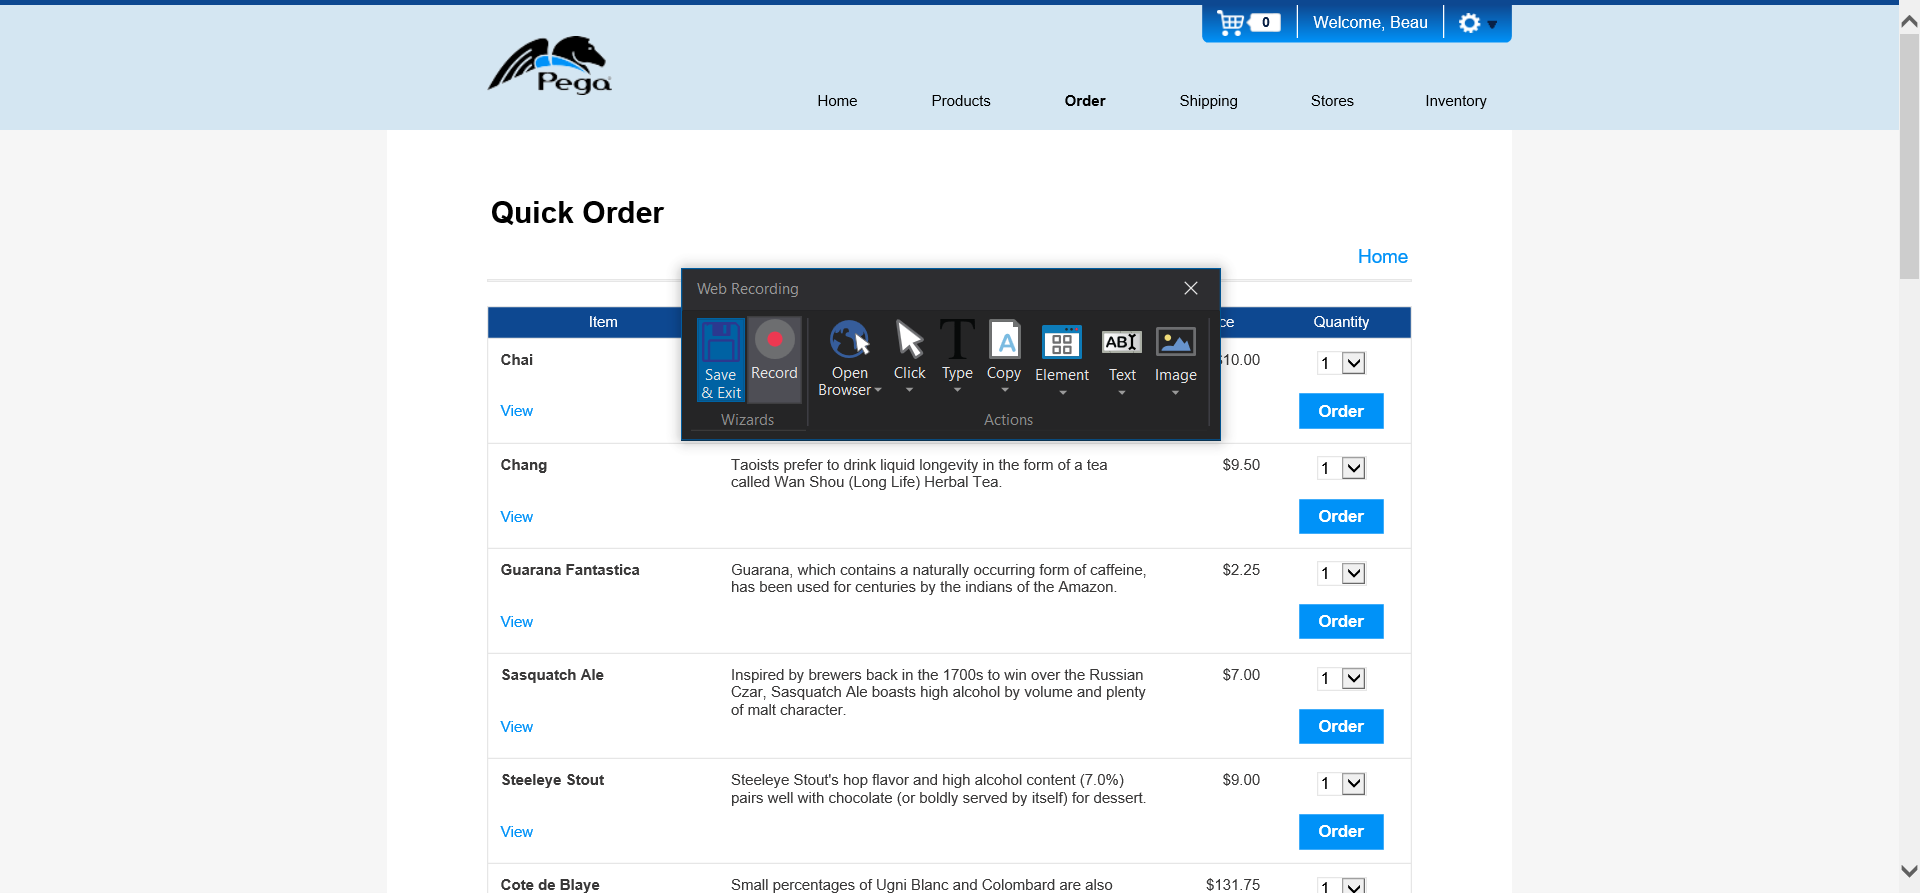 0
Welcome, Beau
Pega
Home
Products
Order
Shipping
Stores
Inventory
Quick Order
Home
Web Recording
Save
& Exit
Record
Wizards
Open
Browser
Click
Type
Copy
Element
Text
Image
Actions
Item
ce
Quantity
Chai
10.00
1
View
Order
Chang
Taoists prefer to drink liquid longevity in the form of a tea
called Wan Shou (Long Life) Herbal Tea.
$9.50
1
View
Order
Guarana Fantastica
Guarana, which contains a naturally occurring form of caffeine,
has been used for centuries by the indians of the Amazon.
$2.25
1
View
Order
Sasquatch Ale
Inspired by brewers back in the 1700s to win over the Russian
Czar, Sasquatch Ale boasts high alcohol by volume and plenty
of malt character.
$7.00
1
View
Order
Steeleye Stout
Steeleye Stout's hop flavor and high alcohol content (7.0%)
pairs well with chocolate (or boldly served by itself) for dessert.
$9.00
1
View
Order
Cote de Blaye
Small percentages of Ugni Blanc and Colombard are also
$131.75
1